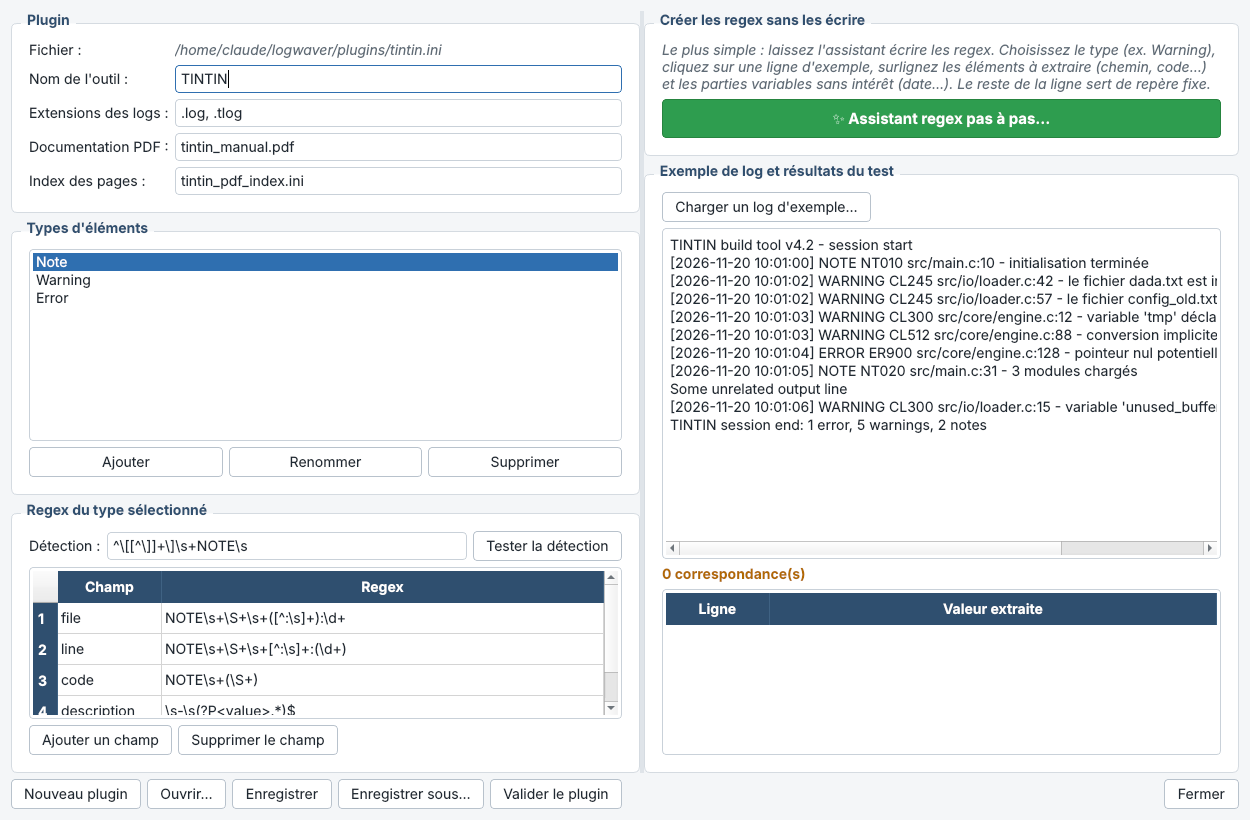 Plugin
Fichier :
/home/claude/logwaver/plugins/tintin.ini
Nom de l'outil :
TINTIN
Extensions des logs :
.log, .tlog
Documentation PDF :
tintin_manual.pdf
Index des pages :
tintin_pdf_index.ini
Types d'éléments
Note
Warning
Error
Ajouter
Renommer
Supprimer
Regex du type sélectionné
Détection :
^\[[^\]]+\]\s+NOTE\s
Tester la détection
Champ
Regex
1
file
NOTE\s+\S+\s+([^:\s]+):\d+
2
line
NOTE\s+\S+\s+[^:\s]+:(\d+)
3
code
NOTE\s+(\S+)
4
description
\s-\s(?P<value>.*)$
Ajouter un champ
Supprimer le champ
Nouveau plugin
Ouvrir...
Enregistrer
Enregistrer sous...
Valider le plugin
Créer les regex sans les écrire
Le plus simple : laissez l'assistant écrire les regex. Choisissez le type (ex. Warning),
cliquez sur une ligne d'exemple, surlignez les éléments à extraire (chemin, code...)
et les parties variables sans intérêt (date...). Le reste de la ligne sert de repère fixe.
✨ Assistant regex pas à pas...
Exemple de log et résultats du test
Charger un log d'exemple...
TINTIN build tool v4.2 - session start
[2026-11-20 10:01:00] NOTE NT010 src/main.c:10 - initialisation terminée
[2026-11-20 10:01:02] WARNING CL245 src/io/loader.c:42 - le fichier dada.txt est
[2026-11-20 10:01:02] WARNING CL245 src/io/loader.c:57 - le fichier config_old.txt
[2026-11-20 10:01:03] WARNING CL300 src/core/engine.c:12 - variable 'tmp' décla
[2026-11-20 10:01:03] WARNING CL512 src/core/engine.c:88 - conversion implicite
[2026-11-20 10:01:04] ERROR ER900 src/core/engine.c:128 - pointeur nul potentiell
[2026-11-20 10:01:05] NOTE NT020 src/main.c:31 - 3 modules chargés
Some unrelated output line
[2026-11-20 10:01:06] WARNING CL300 src/io/loader.c:15 - variable 'unused_buffe
TINTIN session end: 1 error, 5 warnings, 2 notes
0 correspondance(s)
Ligne
Valeur extraite
Fermer